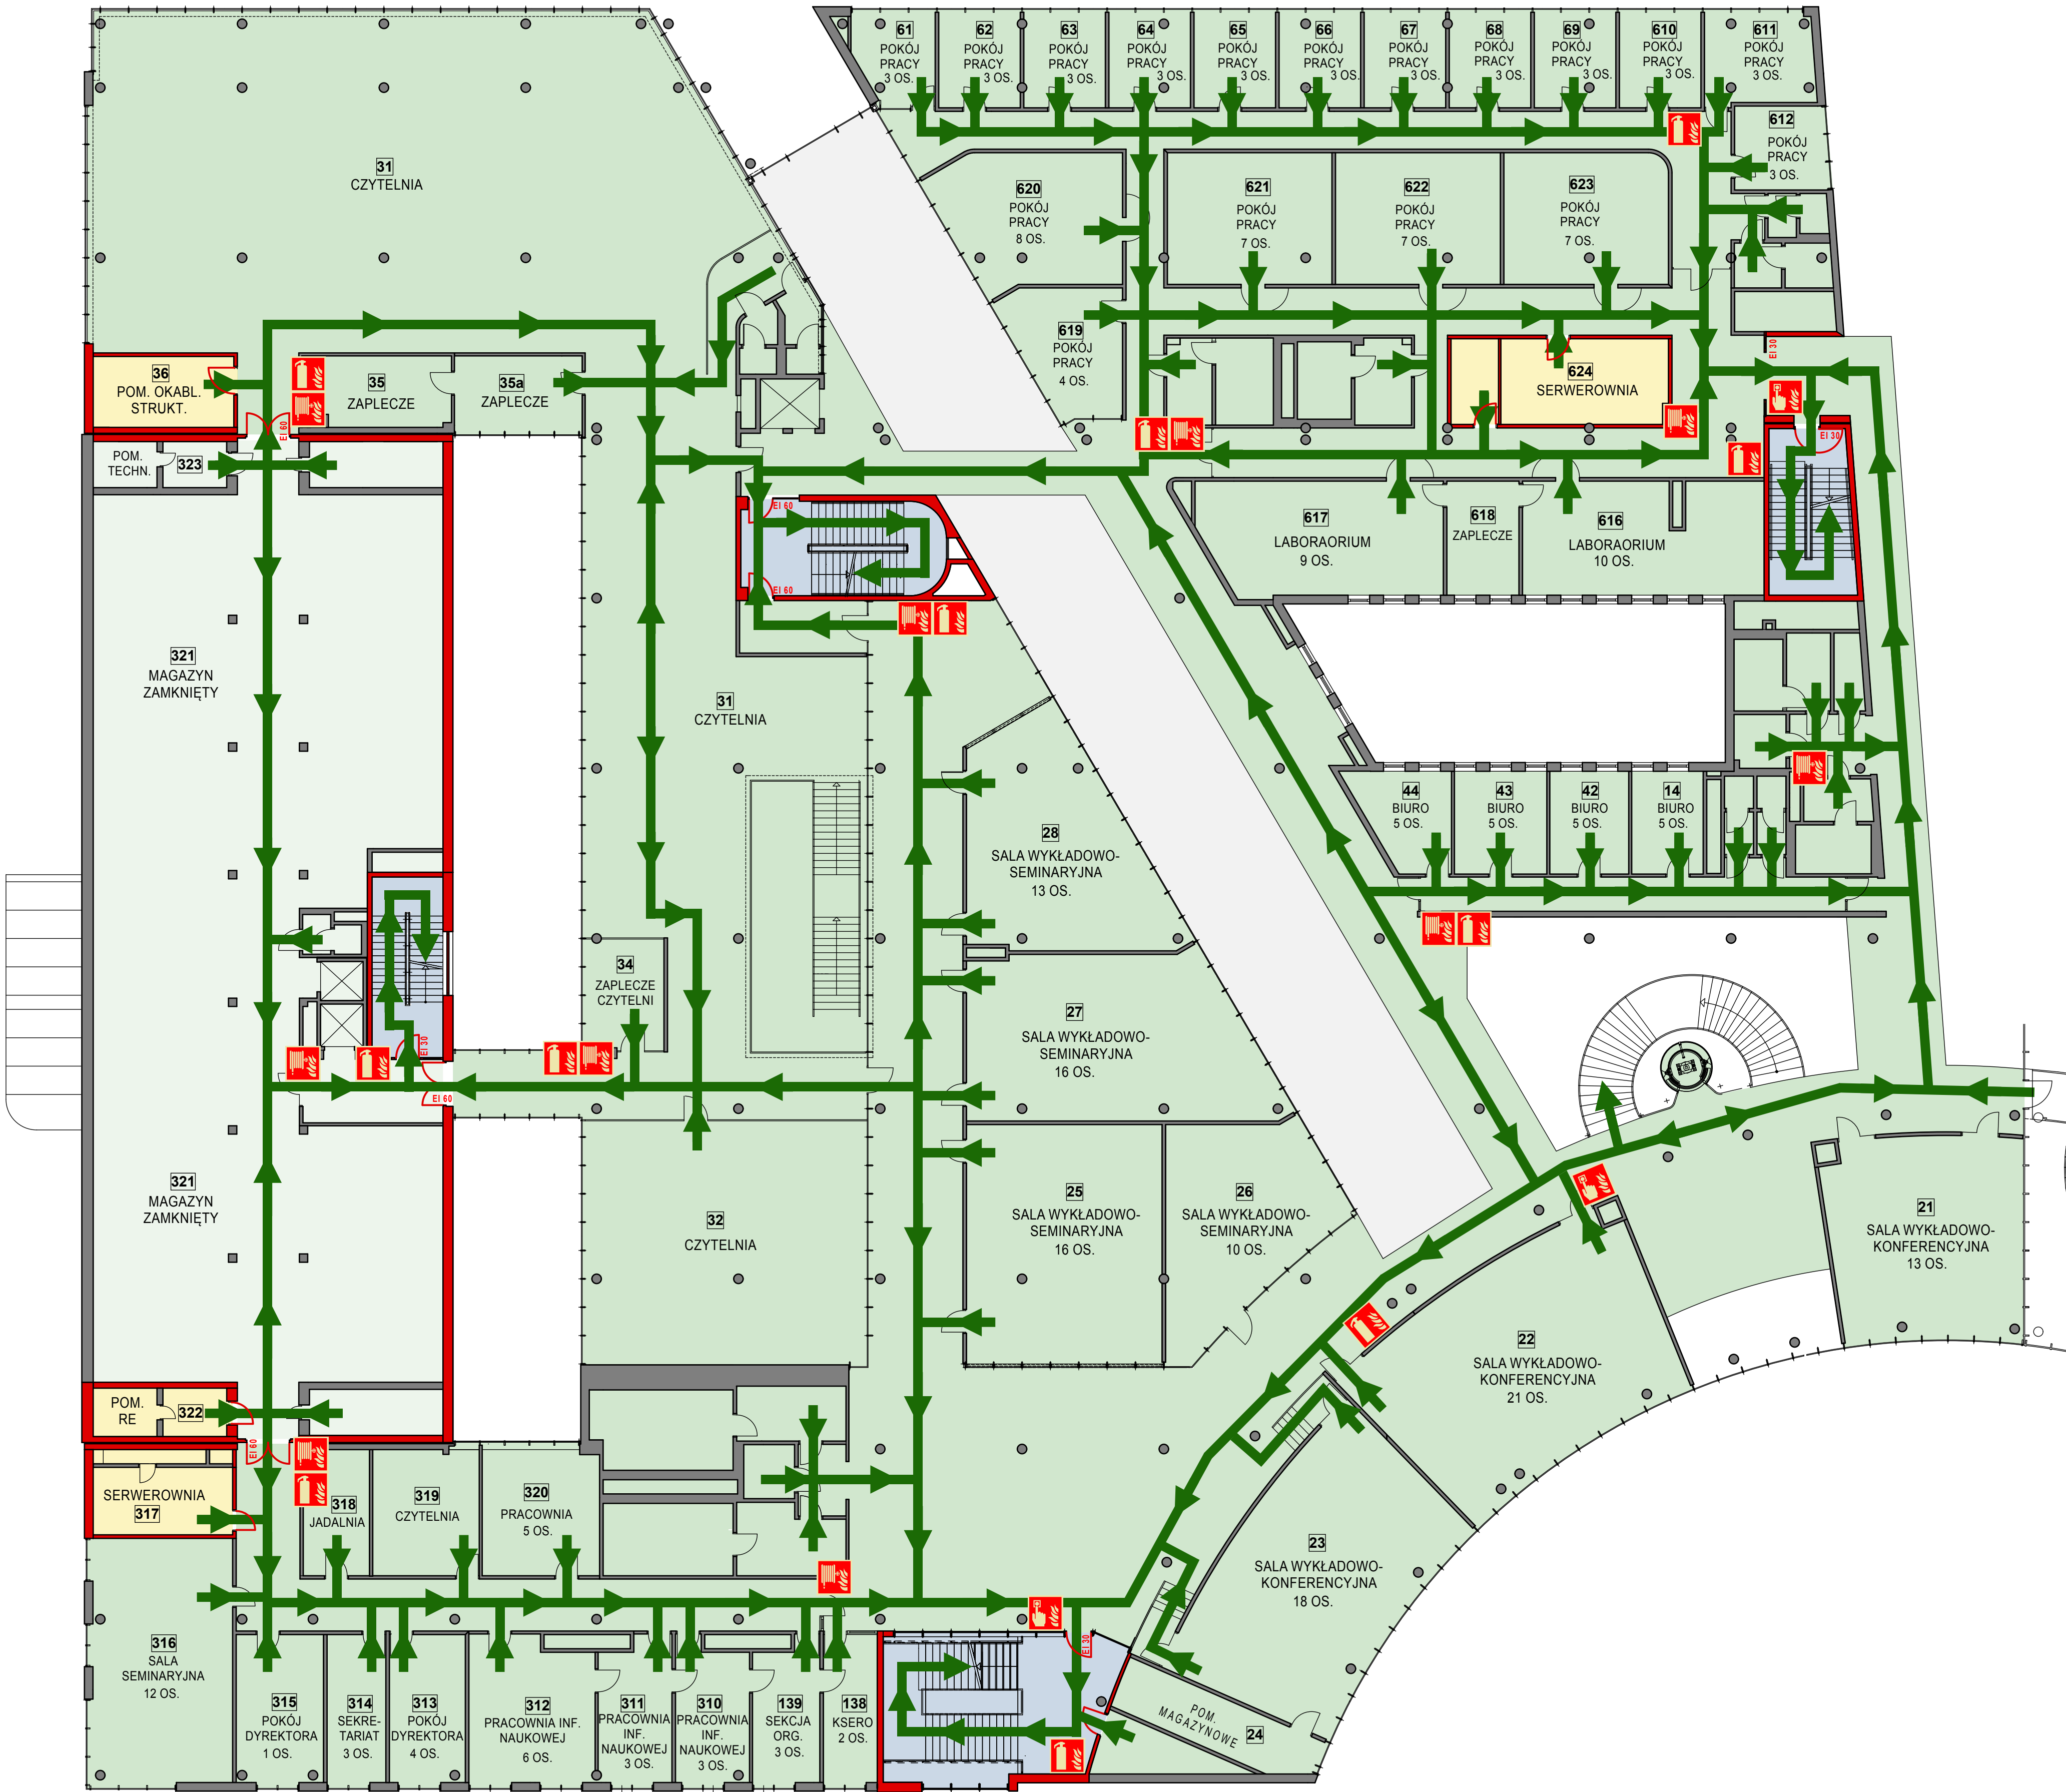 61
POKÓJ
PRACY
3 OS.
62
POKÓJ
PRACY
3 OS.
63
POKÓJ
PRACY
3 OS.
64
POKÓJ
PRACY
3 OS.
65
POKÓJ
PRACY
3 OS.
66
POKÓJ
PRACY
3 OS.
67
POKÓJ
PRACY
3 OS.
68
POKÓJ
PRACY
3 OS.
69
POKÓJ
PRACY
3 OS.
610
POKÓJ
PRACY
3 OS.
611
POKÓJ
PRACY
3 OS.
612
POKÓJ
PRACY
3 OS.
31
CZYTELNIA
620
POKÓJ
PRACY
8 OS.
621
POKÓJ
PRACY
7 OS.
622
POKÓJ
PRACY
7 OS.
623
POKÓJ
PRACY
7 OS.
619
POKÓJ
PRACY
4 OS.
624
SERWEROWNIA
EI 30
EI 30
36
POM. OKABL.
STRUKT.
35
ZAPLECZE
35a
ZAPLECZE
EI 60
POM.
TECHN.
323
EI 60
EI 60
617
LABORAORIUM
9 OS.
618
ZAPLECZE
616
LABORAORIUM
10 OS.
321
MAGAZYN
ZAMKNIĘTY
31
CZYTELNIA
44
BIURO
5 OS.
43
BIURO
5 OS.
42
BIURO
5 OS.
14
BIURO
5 OS.
28
SALA WYKŁADOWO-
SEMINARYJNA
13 OS.
34
ZAPLECZE
CZYTELNI
27
SALA WYKŁADOWO-
SEMINARYJNA
16 OS.
EI 30
EI 60
321
MAGAZYN
ZAMKNIĘTY
32
CZYTELNIA
25
SALA WYKŁADOWO-
SEMINARYJNA
16 OS.
26
SALA WYKŁADOWO-
SEMINARYJNA
10 OS.
21
SALA WYKŁADOWO-
KONFERENCYJNA
13 OS.
22
SALA WYKŁADOWO-
KONFERENCYJNA
21 OS.
POM.
RE
322
EI 60
SERWEROWNIA
317
318
JADALNIA
319
CZYTELNIA
320
PRACOWNIA
5 OS.
23
SALA WYKŁADOWO-
KONFERENCYJNA
18 OS.
316
SALA
SEMINARYJNA
12 OS.
315
POKÓJ
DYREKTORA
1 OS.
314
SEKRE-
TARIAT
3 OS.
313
POKÓJ
DYREKTORA
4 OS.
312
PRACOWNIA INF.
NAUKOWEJ
6 OS.
311
PRACOWNIA
INF.
NAUKOWEJ
3 OS.
310
PRACOWNIA
INF.
NAUKOWEJ
3 OS.
139
SEKCJA
ORG.
3 OS.
138
KSERO
2 OS.
EI 30
POM.
MAGAZYNOWE
24